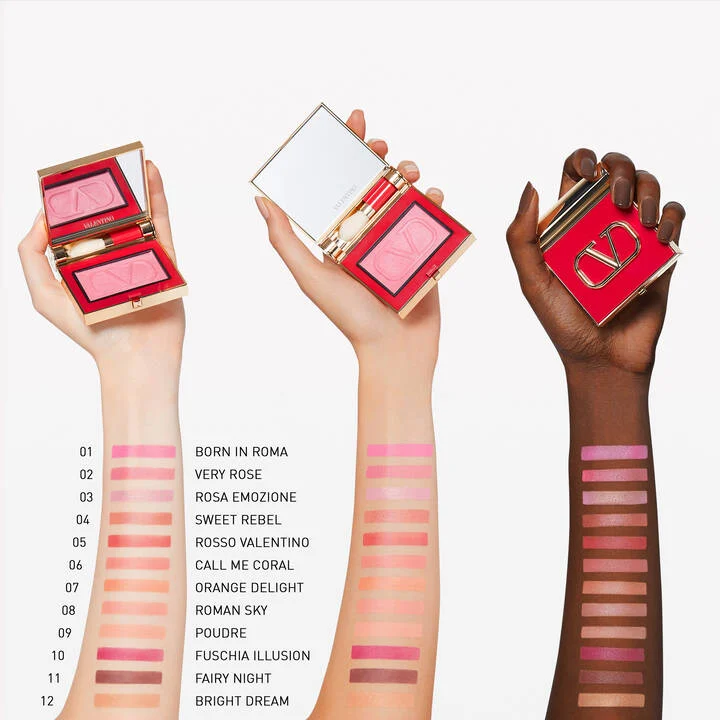 VALENTINO
VALENTINO
01 BORN IN ROMA
02 VERY ROSE
03 ROSA EMOZIONE
04 SWEET REBEL
05 ROSSO VALENTINO
06 CALL ME CORAL
07 ORANGE DELIGHT
08 ROMAN SKY
09 POUDRE
10 FUSCHIA ILLUSION
11 FAIRY NIGHT
12 BRIGHT DREAM